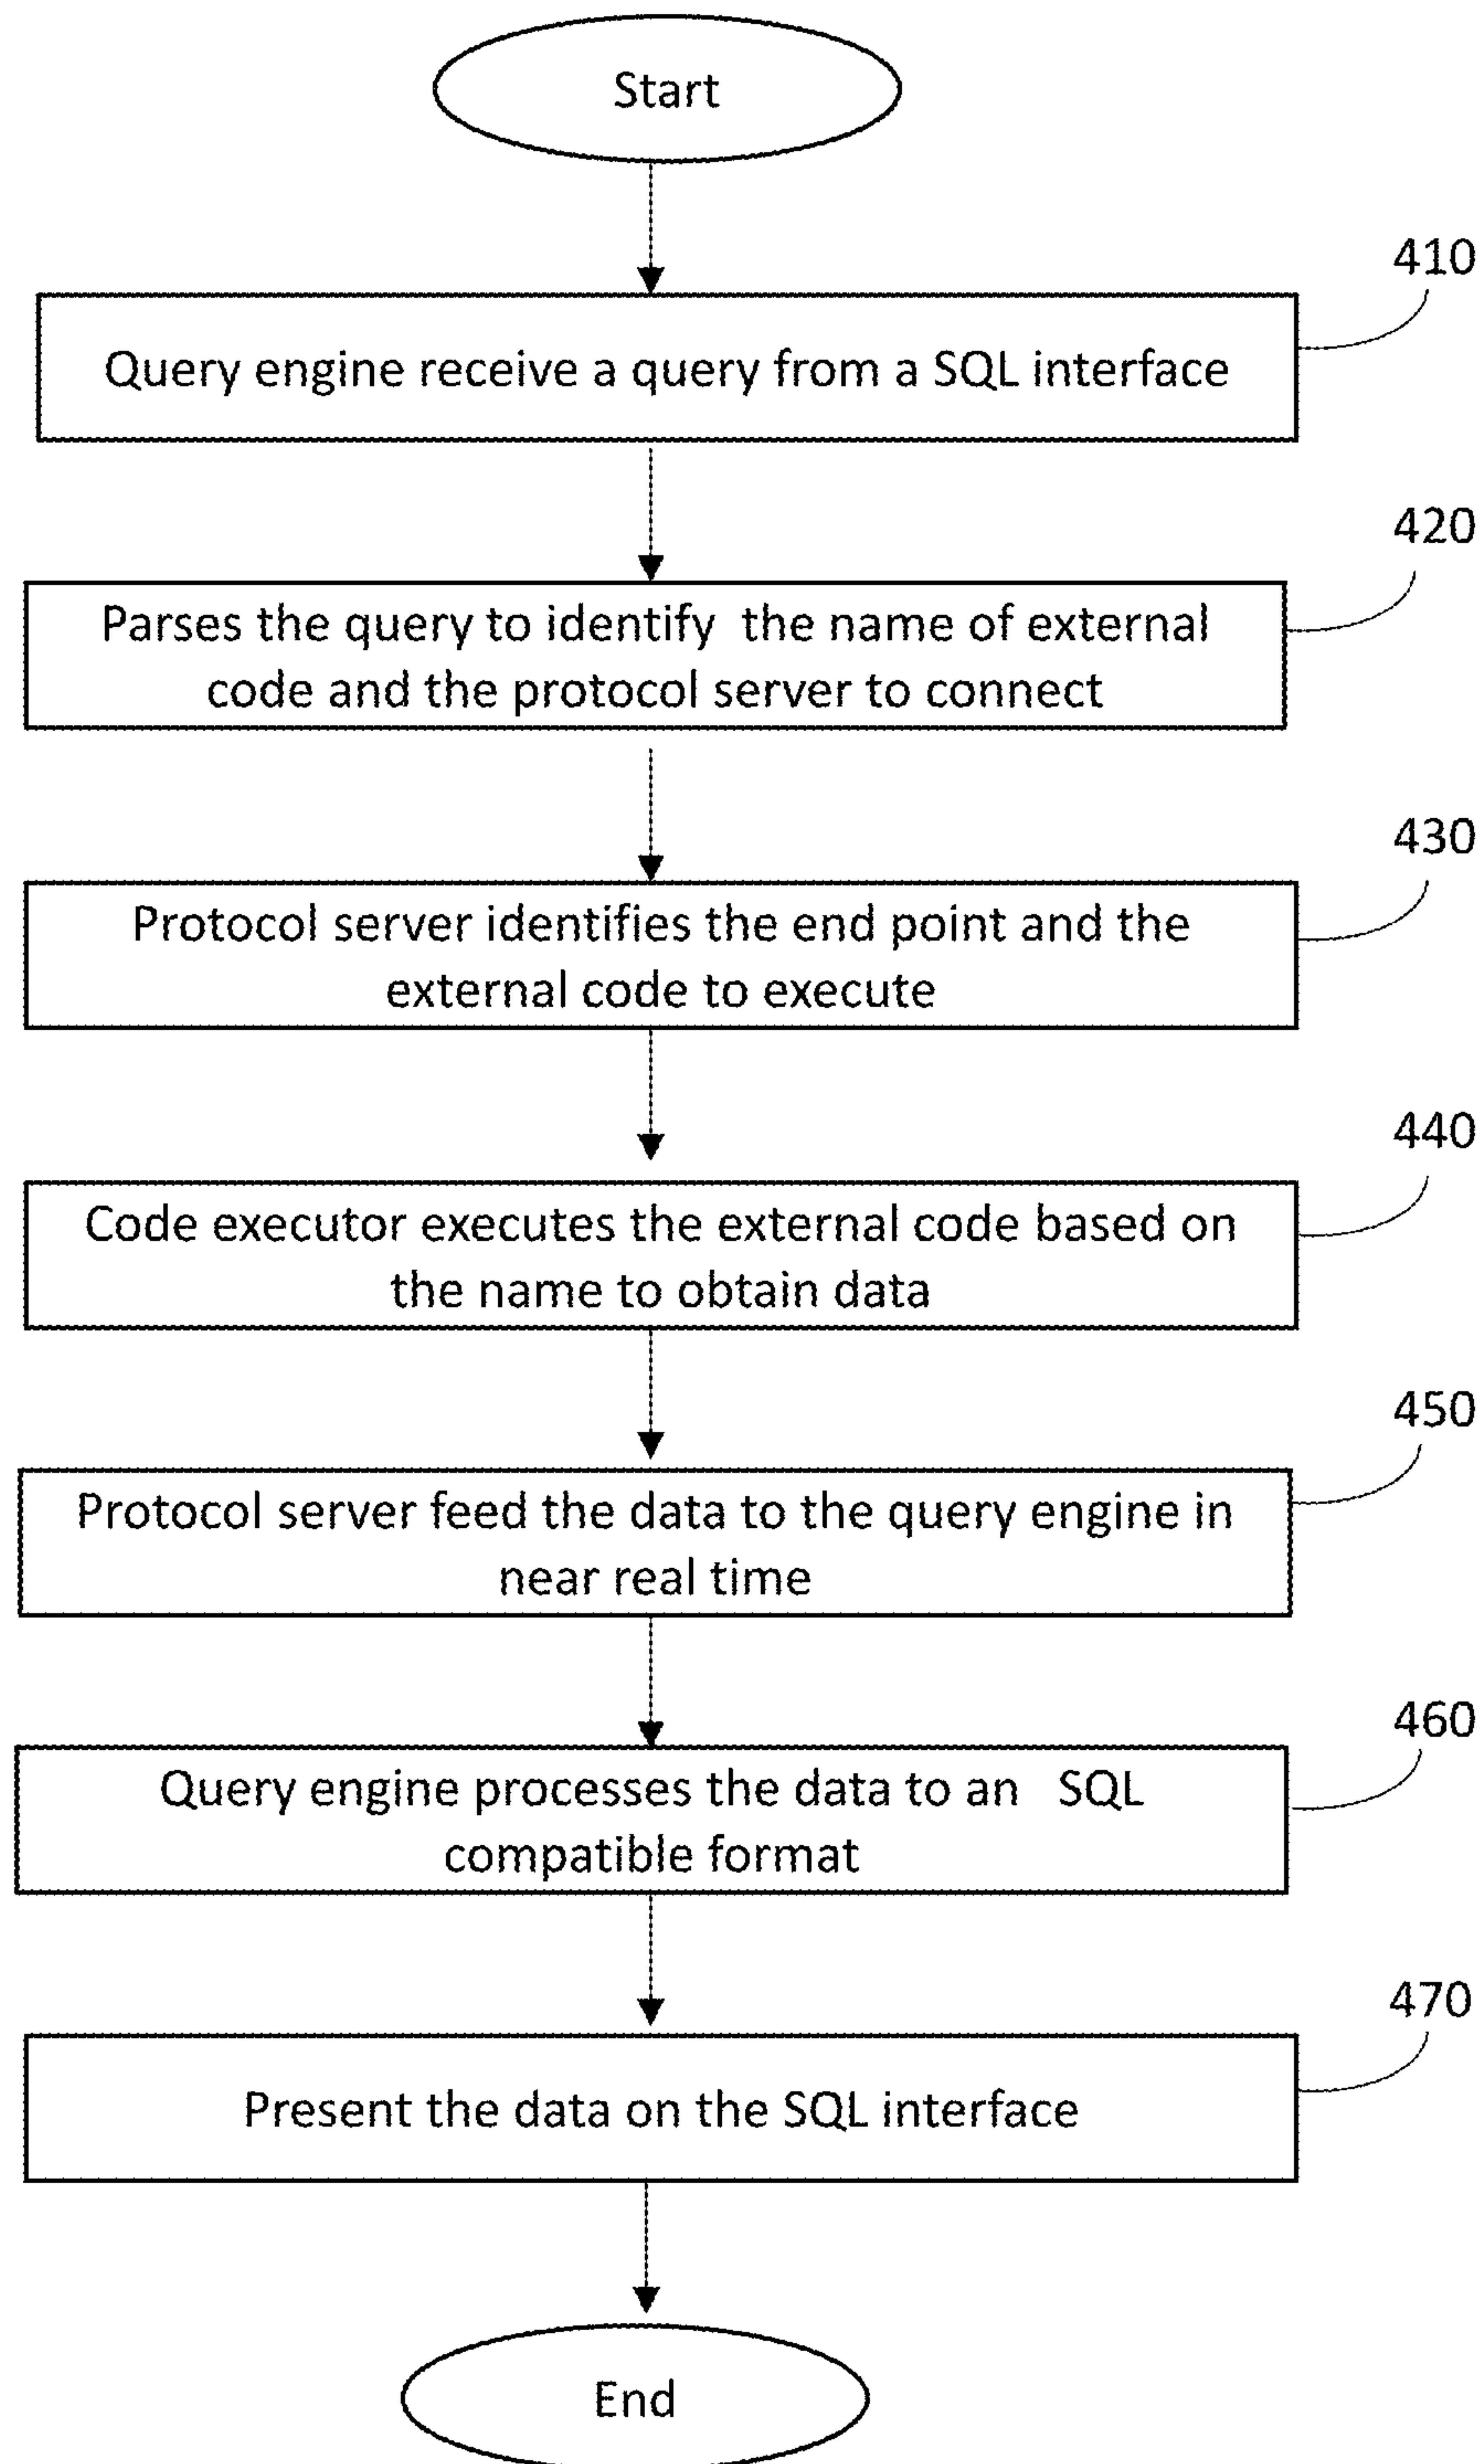 Start
410
Query engine receive a query from a SQL interface
420
Parses the query to identify the name of external
code and the protocol server to connect
430
Protocol server identifies the end point and the
external code to execute
440
Code executor executes the external code based on
the name to obtain data
450
Protocol server feed the data to the query engine in
near real time
460
Query engine processes the data to an SQL
compatible format
470
Present the data on the SQL interface
End